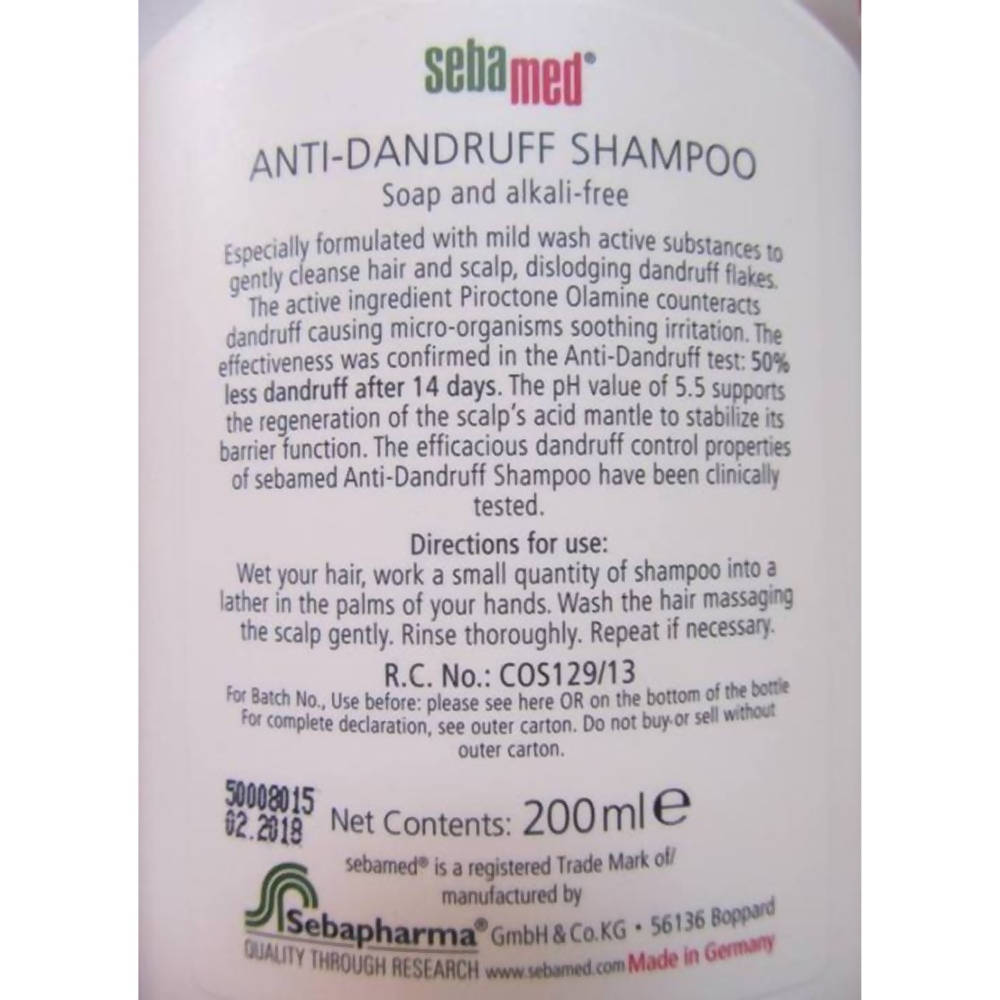 sebamed®
ANTI-DANDRUFF SHAMPOO
Soap and alkali-free
Especially formulated with mild wash active substances to
gently cleanse hair and scalp, dislodging dandruff flakes.
The active ingredient Piroctone Olamine counteracts
dandruff causing micro-organisms soothing irritation. The
effectiveness was confirmed in the Anti-Dandruff test: 50%
less dandruff after 14 days. The pH value of 5.5 supports
the regeneration of the scalp's acid mantle to stabilize its
barrier function. The efficacious dandruff control properties
of sebamed Anti-Dandruff Shampoo have been clinically
tested.
Directions for use:
Wet your hair, work a small quantity of shampoo into a
lather in the palms of your hands. Wash the hair massaging
the scalp gently. Rinse thoroughly. Repeat if necessary.
R.C. No.: COS129/13
For Batch No., Use before: please see here OR on the bottom of the bottle
For complete declaration, see outer carton. Do not buy or sell without
outer carton.
50008015
02.2018
Net Contents: 200ml e
sebamed® is a registered Trade Mark of/
manufactured by
Sebapharma® GmbH & Co.KG • 56136 Boppard
QUALITY THROUGH RESEARCH www.sebamed.com Made in Germany